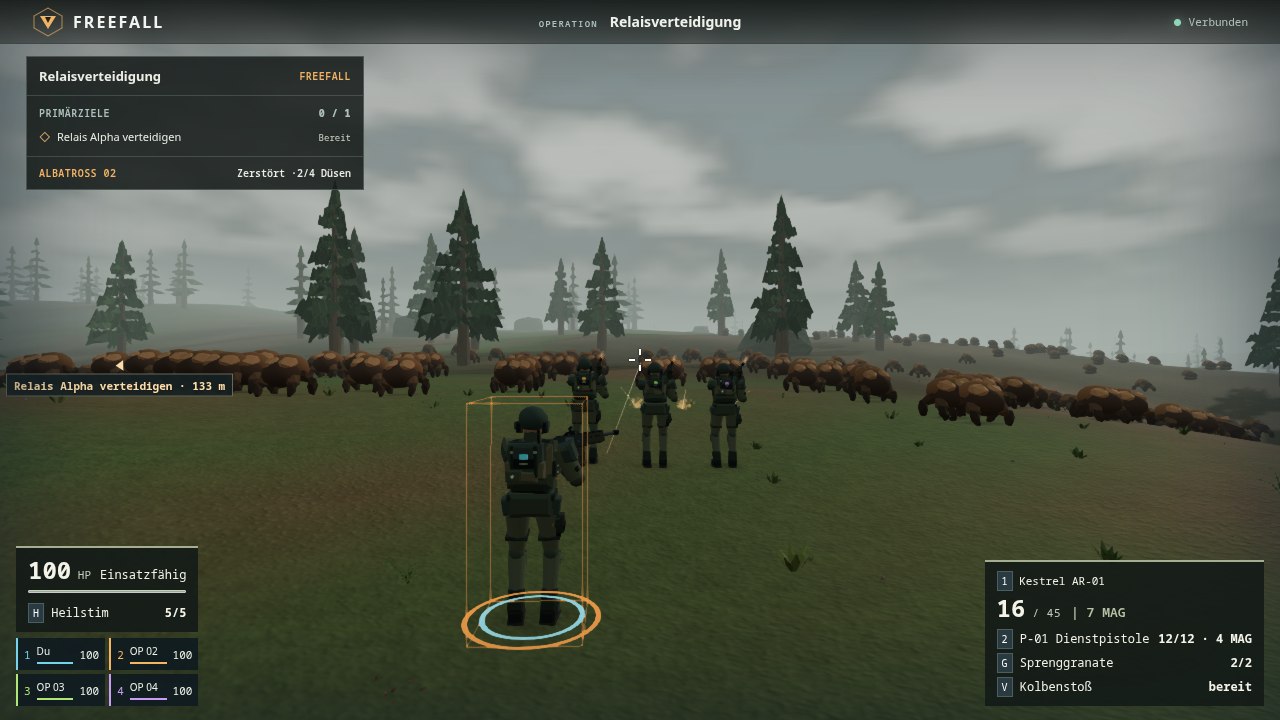 FREEFALL
OPERATION Relaisverteidigung
Verbunden
Relaisverteidigung FREEFALL
PRIMÄRZIELE 0 / 1
Relais Alpha verteidigen Bereit
ALBATROSS 02 Zerstört ·2/4 Düsen
Relais Alpha verteidigen · 133 m
100 HP Einsatzfähig
H Heilstim 5/5
1 Du 100 2 OP 02 100
3 OP 03 100 4 OP 04 100
1 Kestrel AR-01
16 / 45 | 7 MAG
2 P-01 Dienstpistole 12/12 · 4 MAG
G Sprenggranate 2/2
V Kolbenstoß bereit